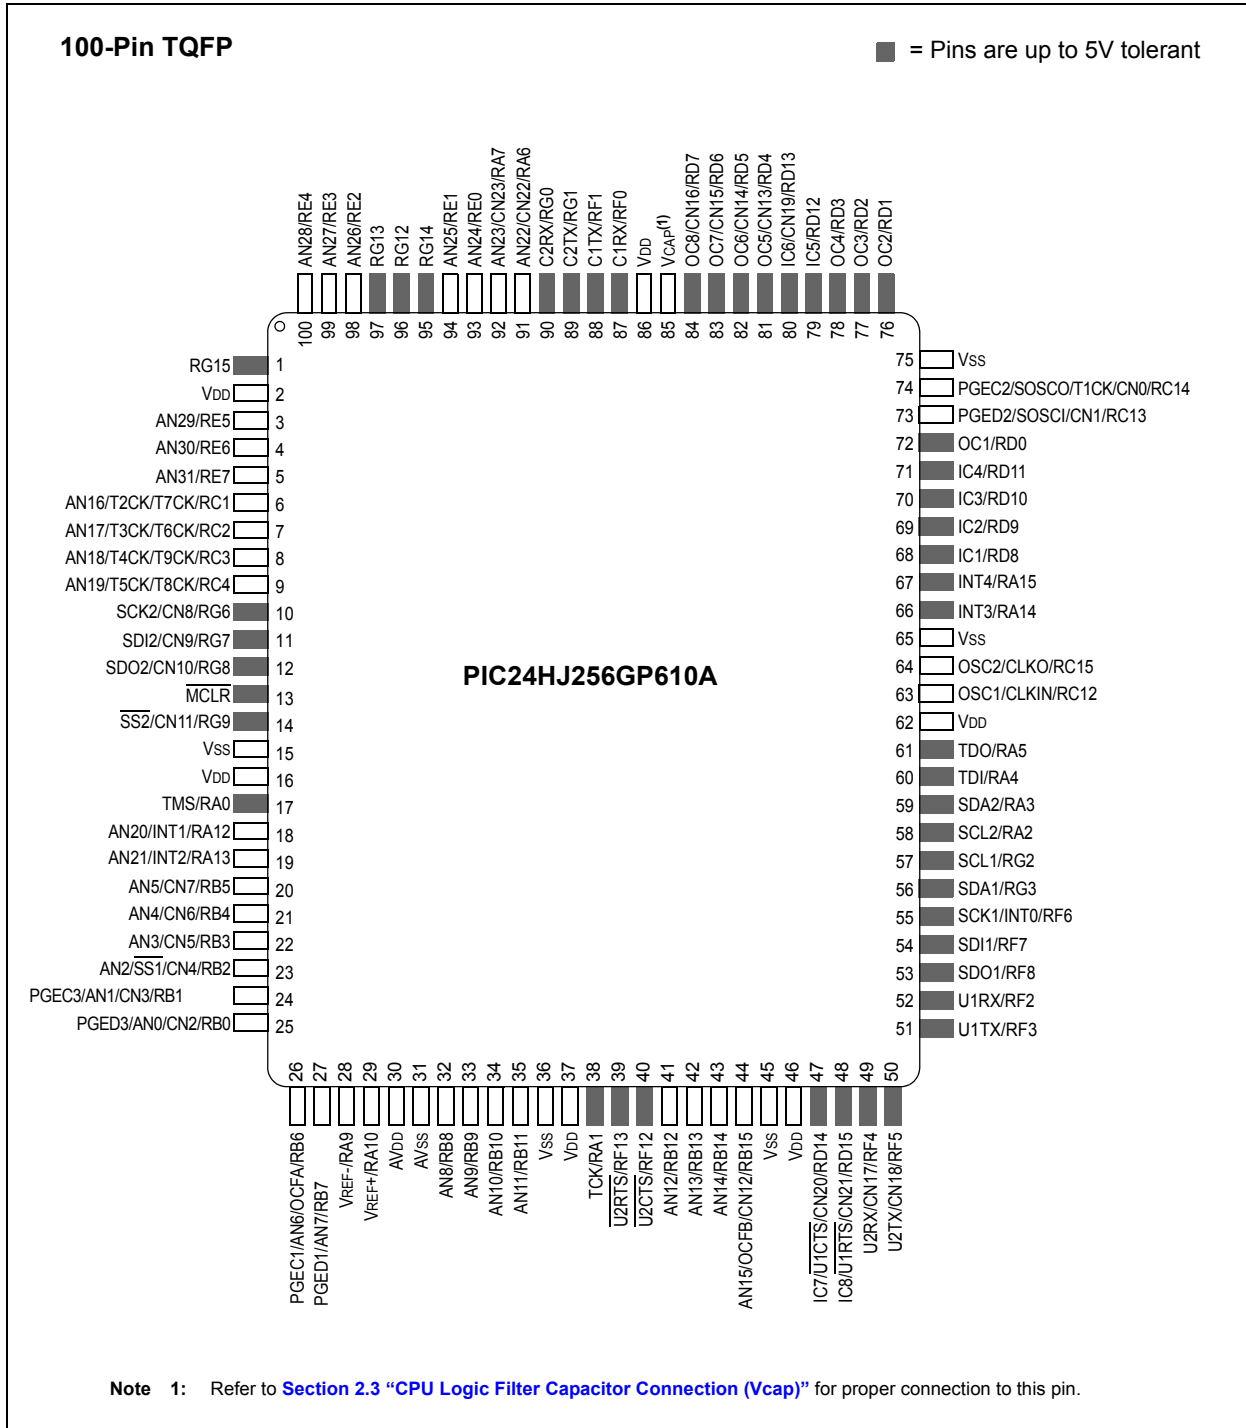 100-Pin TQFP
= Pins are up to 5V tolerant
AN28/RE4
AN27/RE3
AN26/RE2
RG13
RG12
RG14
AN25/RE1
AN24/RE0
AN23/CN23/RA7
AN22/CN22/RA6
C2RX/RG0
C2TX/RG1
C1TX/RF1
C1RX/RF0
VDD
VCAP(1)
OC8/CN16/RD7
OC7/CN15/RD6
OC6/CN14/RD5
OC5/CN13/RD4
IC6/CN19/RD13
IC5/RD12
OC4/RD3
OC3/RD2
OC2/RD1
100
99
98
97
96
95
94
93
92
91
90
89
88
87
86
85
84
83
82
81
80
79
78
77
76
RG15 1
VDD 2
AN29/RE5 3
AN30/RE6 4
AN31/RE7 5
AN16/T2CK/T7CK/RC1 6
AN17/T3CK/T6CK/RC2 7
AN18/T4CK/T9CK/RC3 8
AN19/T5CK/T8CK/RC4 9
SCK2/CN8/RG6 10
SDI2/CN9/RG7 11
SDO2/CN10/RG8 12
MCLR 13
SS2/CN11/RG9 14
VSS 15
VDD 16
TMS/RA0 17
AN20/INT1/RA12 18
AN21/INT2/RA13 19
AN5/CN7/RB5 20
AN4/CN6/RB4 21
AN3/CN5/RB3 22
AN2/SS1/CN4/RB2 23
PGEC3/AN1/CN3/RB1 24
PGED3/AN0/CN2/RB0 25
PIC24HJ256GP610A
75 VSS
74 PGEC2/SOSCO/T1CK/CN0/RC14
73 PGED2/SOSCI/CN1/RC13
72 OC1/RD0
71 IC4/RD11
70 IC3/RD10
69 IC2/RD9
68 IC1/RD8
67 INT4/RA15
66 INT3/RA14
65 VSS
64 OSC2/CLKO/RC15
63 OSC1/CLKIN/RC12
62 VDD
61 TDO/RA5
60 TDI/RA4
59 SDA2/RA3
58 SCL2/RA2
57 SCL1/RG2
56 SDA1/RG3
55 SCK1/INT0/RF6
54 SDI1/RF7
53 SDO1/RF8
52 U1RX/RF2
51 U1TX/RF3
26
27
28
29
30
31
32
33
34
35
36
37
38
39
40
41
42
43
44
45
46
47
48
49
50
PGEC1/AN6/OCFA/RB6
PGED1/AN7/RB7
VREF-/RA9
VREF+/RA10
AVDD
AVSS
AN8/RB8
AN9/RB9
AN10/RB10
AN11/RB11
VSS
VDD
TCK/RA1
U2RTS/RF13
U2CTS/RF12
AN12/RB12
AN13/RB13
AN14/RB14
AN15/OCFB/CN12/RB15
VSS
VDD
IC7/U1CTS/CN20/RD14
IC8/U1RTS/CN21/RD15
U2RX/CN17/RF4
U2TX/CN18/RF5
Note 1: Refer to Section 2.3 “CPU Logic Filter Capacitor Connection (Vcap)” for proper connection to this pin.